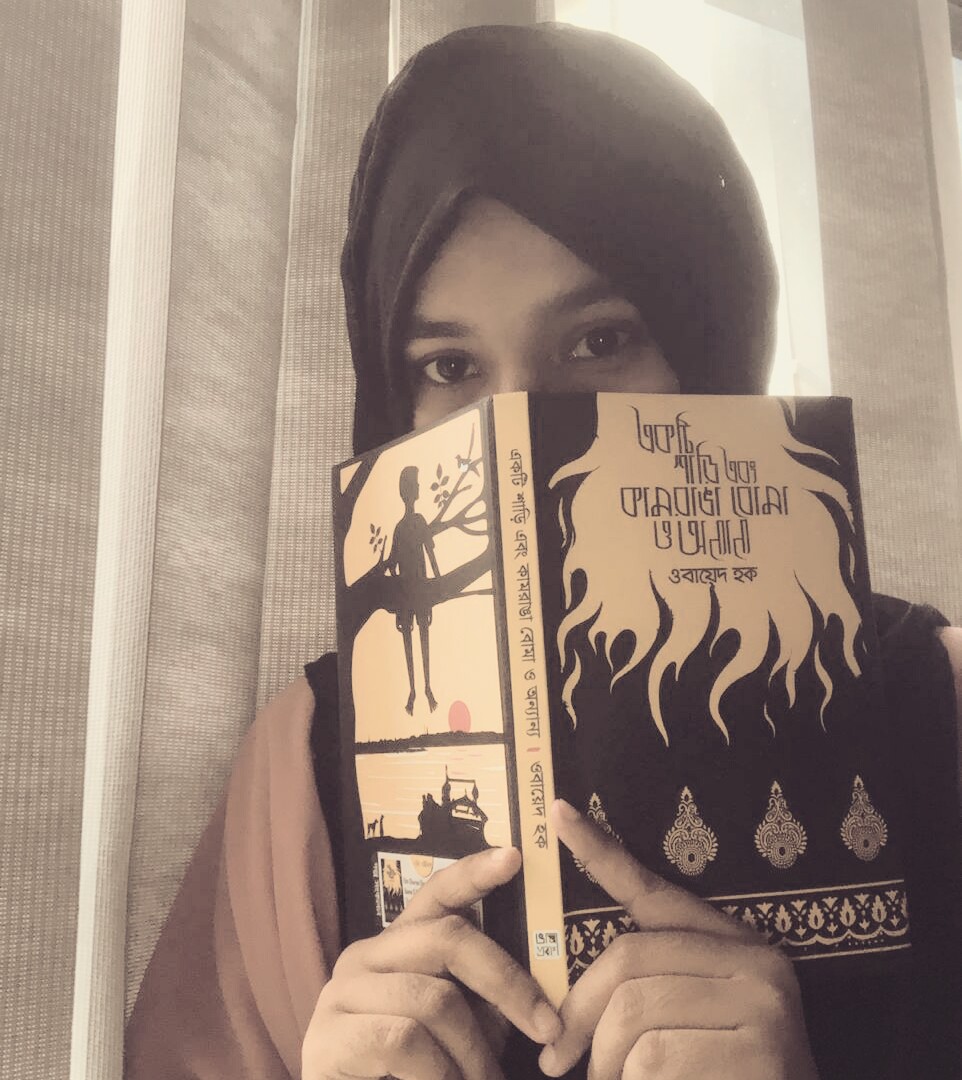 একটি
শাড়ি এবং
কামরাঙা বোমা
ও অন্যান্য
ওবায়েদ হক
একটি শাড়ি এবং কামরাঙা বোমা ও অন্যান্য । ওবায়েদ হক